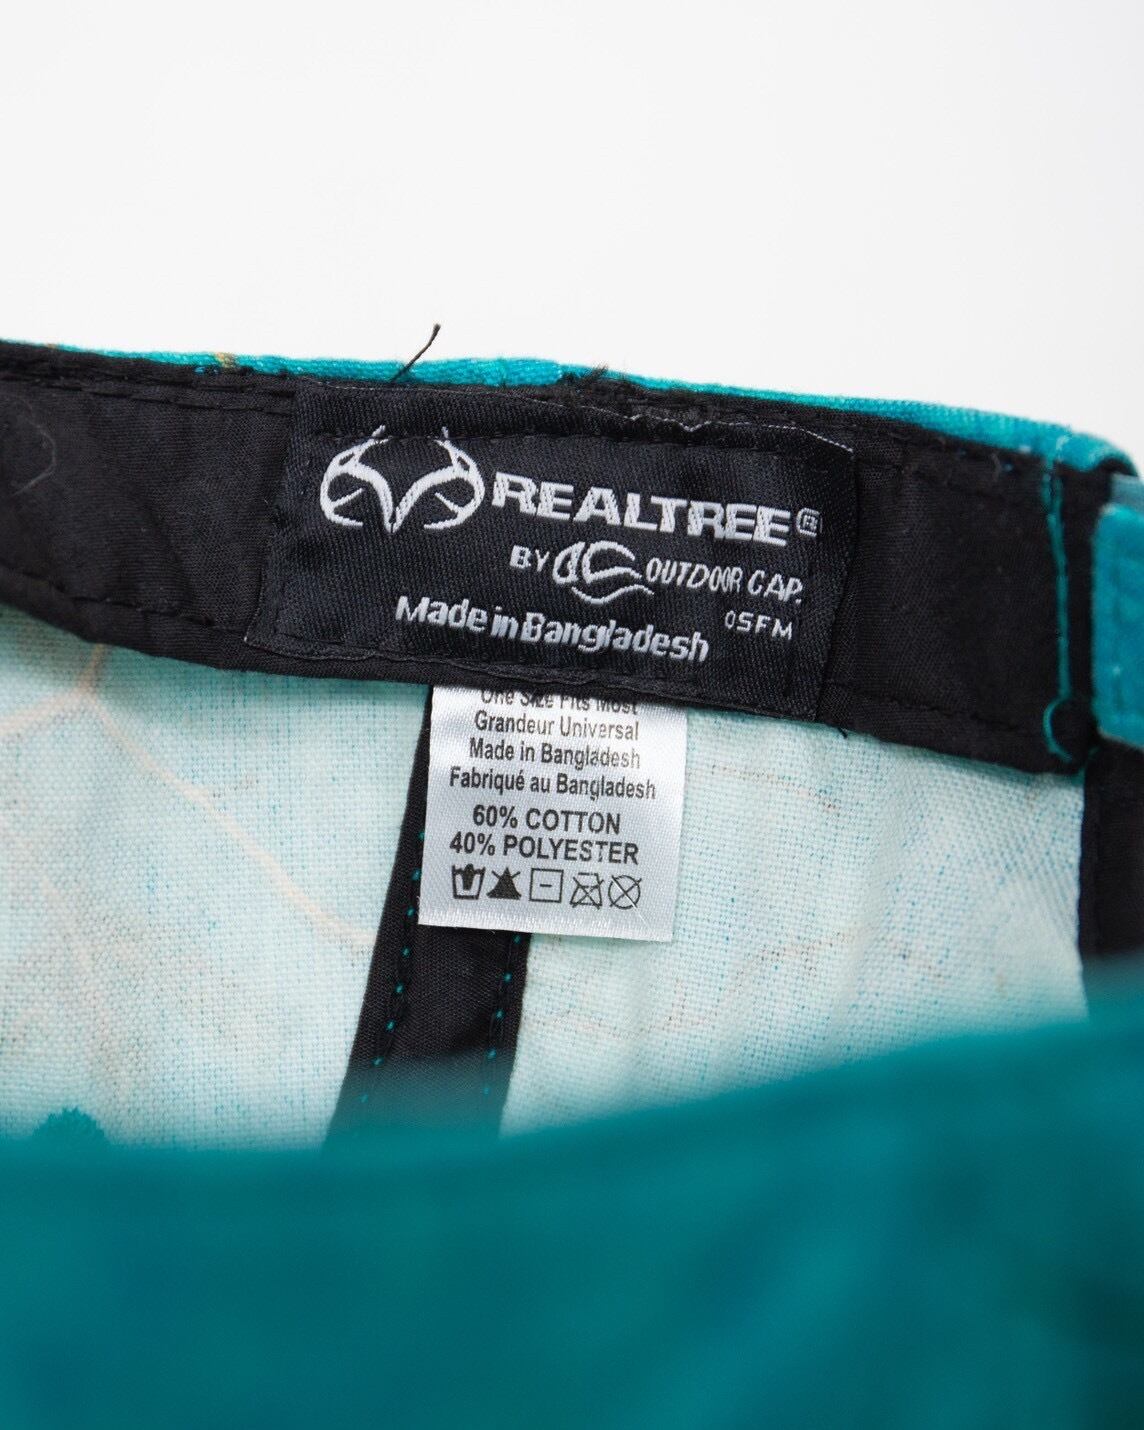 REALTREE®
BY OUTDOOR CAP.
OSFM
Made in Bangladesh
One Size Fits Most
Grandeur Universal
Made in Bangladesh
Fabriqué au Bangladesh
60% COTTON
40% POLYESTER